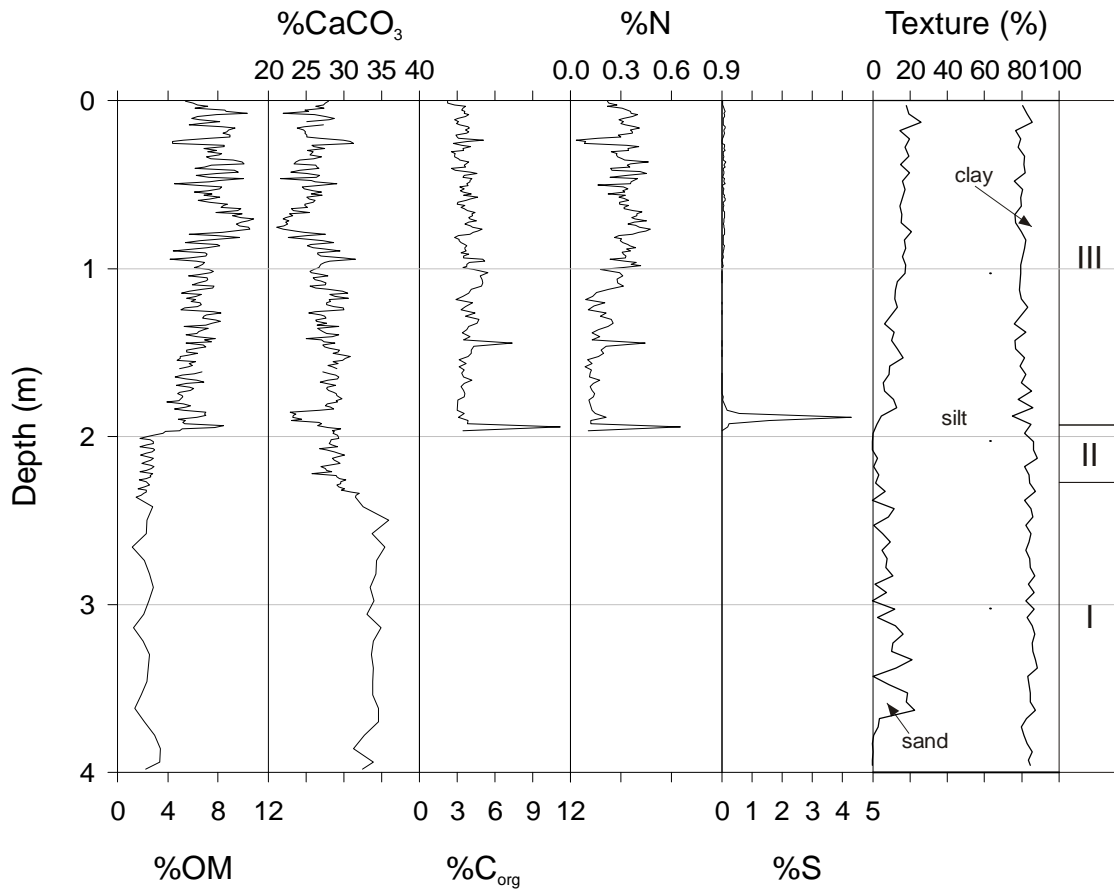 %CaCO₃ %N Texture (%)
20 25 30 35 40 0.0 0.3 0.6 0.9 0 20 40 60 80 100
0
clay
III
1
silt
2
II
Depth (m)
3
I
sand
4
0 4 8 12 0 3 6 9 12 0 1 2 3 4 5
%OM %C_org %S